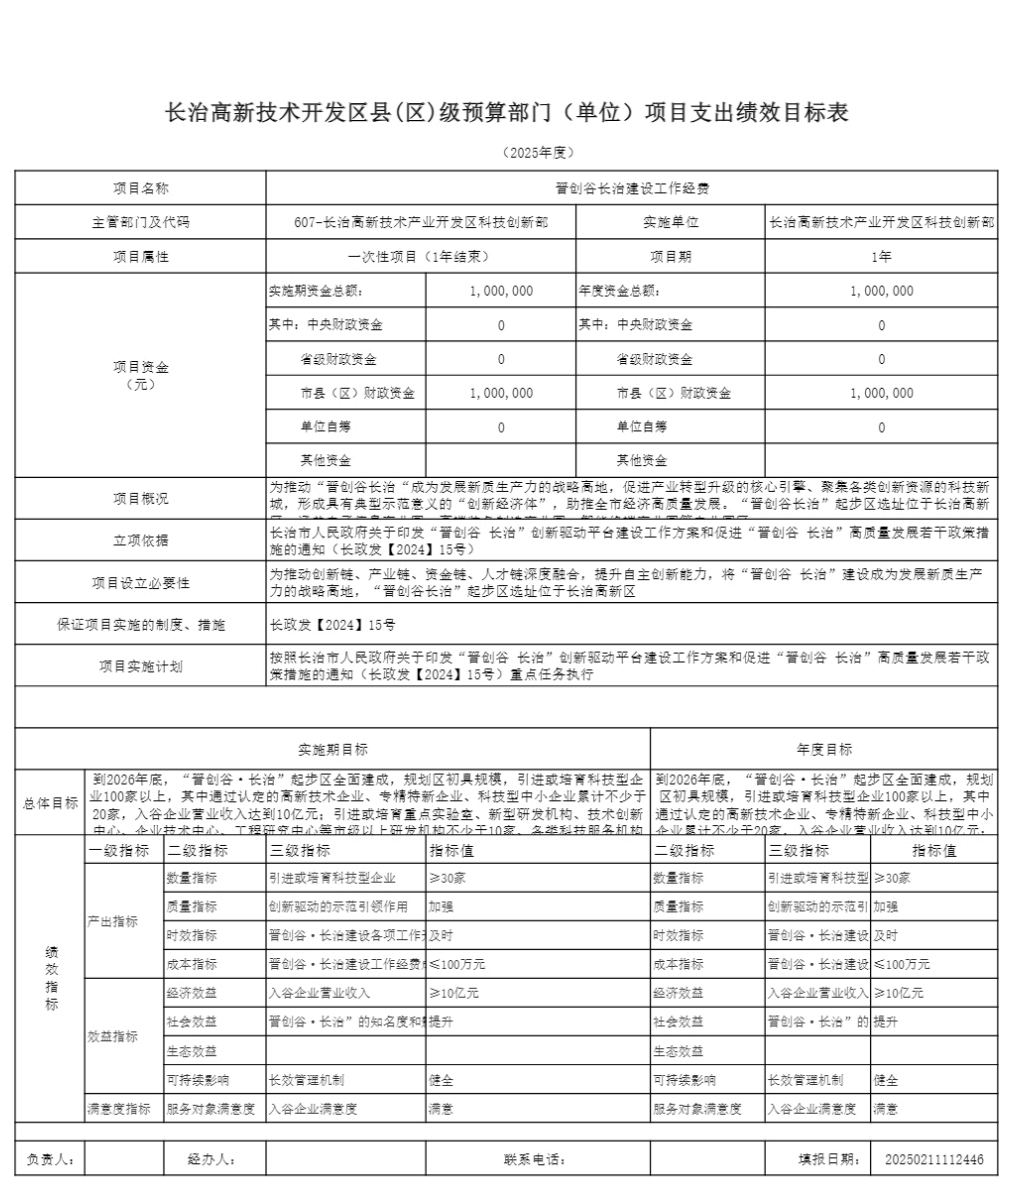 长治高新技术开发区县(区)级预算部门（单位）项目支出绩效目标表
（2025年度）
项目名称 晋创谷长治建设工作经费
主管部门及代码 607-长治高新技术产业开发区科技创新部 实施单位 长治高新技术产业开发区科技创新部
项目属性 一次性项目（1年结束） 项目期 1年
项目资金
（元）
实施期资金总额: 1,000,000 年度资金总额: 1,000,000
其中: 中央财政资金 0 其中: 中央财政资金 0
省级财政资金 0 省级财政资金 0
市县（区）财政资金 1,000,000 市县（区）财政资金 1,000,000
单位自筹 0 单位自筹 0
其他资金 其他资金
项目概况
为推动“晋创谷长治“成为发展新质生产力的战略高地，促进产业转型升级的核心引擎、聚集各类创新资源的科技新
城，形成具有典型示范意义的“创新经济体”，助推全市经济高质量发展。“晋创谷长治”起步区选址位于长治高新
立项依据
长治市人民政府关于印发“晋创谷 长治”创新驱动平台建设工作方案和促进“晋创谷 长治”高质量发展若干政策措
施的通知（长政发【2024】15号）
项目设立必要性
为推动创新链、产业链、资金链、人才链深度融合，提升自主创新能力，将“晋创谷 长治”建设成为发展新质生产
力的战略高地，“晋创谷长治”起步区选址位于长治高新区
保证项目实施的制度、措施 长政发【2024】15号
项目实施计划
按照长治市人民政府关于印发“晋创谷 长治”创新驱动平台建设工作方案和促进“晋创谷 长治”高质量发展若干政
策措施的通知（长政发【2024】15号）重点任务执行
实施期目标 年度目标
总体目标
到2026年底，“晋创谷·长治”起步区全面建成，规划区初具规模，引进或培育科技型企
业100家以上，其中通过认定的高新技术企业、专精特新企业、科技型中小企业累计不少于
20家，入谷企业营业收入达到10亿元；引进或培育重点实验室、新型研发机构、技术创新
中心、企业技术中心、工程研究中心等市级以上研发机构不少于10家、各类科技服务机构
到2026年底，“晋创谷·长治”起步区全面建成，规划
区初具规模，引进或培育科技型企业100家以上，其中
通过认定的高新技术企业、专精特新企业、科技型中小
企业累计不少于20家，入谷企业营业收入达到10亿元；
绩效指标
一级指标 二级指标 三级指标 指标值 二级指标 三级指标 指标值
产出指标
数量指标 引进或培育科技型企业 ≥30家 数量指标 引进或培育科技型 ≥30家
质量指标 创新驱动的示范引领作用 加强 质量指标 创新驱动的示范引 加强
时效指标 晋创谷·长治建设各项工作 及时 时效指标 晋创谷·长治建设 及时
成本指标 晋创谷·长治建设工作经费 ≤100万元 成本指标 晋创谷·长治建设 ≤100万元
效益指标
经济效益 入谷企业营业收入 ≥10亿元 经济效益 入谷企业营业收入 ≥10亿元
社会效益 晋创谷·长治”的知名度和 提升 社会效益 晋创谷·长治”的 提升
生态效益 生态效益
可持续影响 长效管理机制 健全 可持续影响 长效管理机制 健全
满意度指标 服务对象满意度 入谷企业满意度 满意 服务对象满意度 入谷企业满意度 满意
负责人: 经办人: 联系电话: 填报日期: 20250211112446